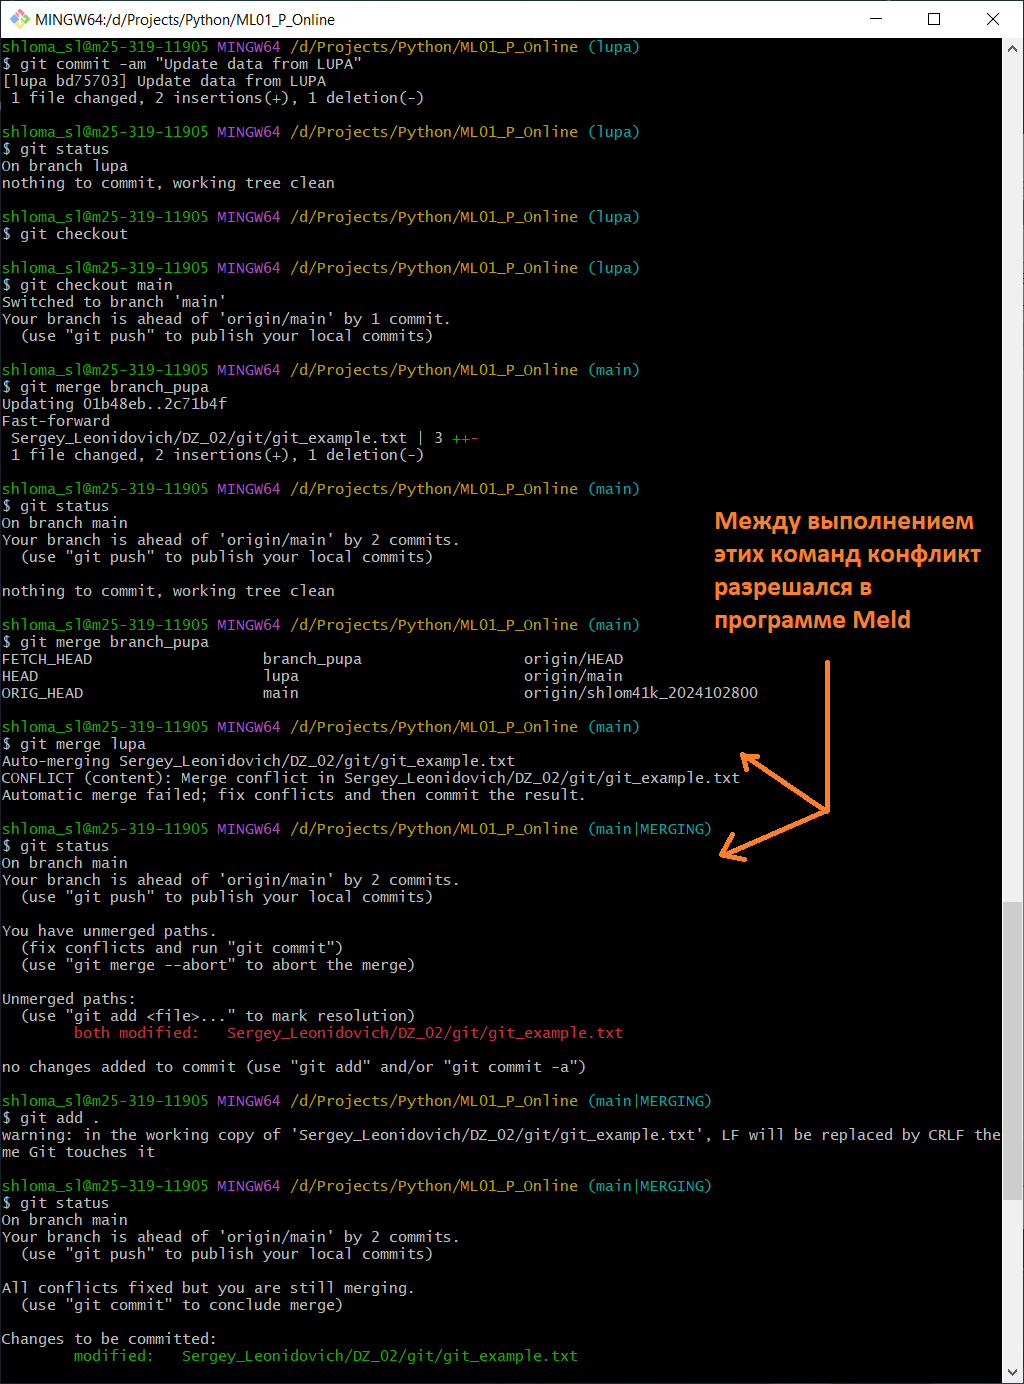 MINGW64:/d/Projects/Python/ML01_P_Online
shloma_sl@m25-319-11905 MINGW64 /d/Projects/Python/ML01_P_Online (lupa)
$ git commit -am "Update data from LUPA"
[lupa bd75703] Update data from LUPA
 1 file changed, 2 insertions(+), 1 deletion(-)
shloma_sl@m25-319-11905 MINGW64 /d/Projects/Python/ML01_P_Online (lupa)
$ git status
On branch lupa
nothing to commit, working tree clean
shloma_sl@m25-319-11905 MINGW64 /d/Projects/Python/ML01_P_Online (lupa)
$ git checkout
shloma_sl@m25-319-11905 MINGW64 /d/Projects/Python/ML01_P_Online (lupa)
$ git checkout main
Switched to branch 'main'
Your branch is ahead of 'origin/main' by 1 commit.
  (use "git push" to publish your local commits)
shloma_sl@m25-319-11905 MINGW64 /d/Projects/Python/ML01_P_Online (main)
$ git merge branch_pupa
Updating 01b48eb..2c71b4f
Fast-forward
 Sergey_Leonidovich/DZ_02/git/git_example.txt | 3 ++-
 1 file changed, 2 insertions(+), 1 deletion(-)
shloma_sl@m25-319-11905 MINGW64 /d/Projects/Python/ML01_P_Online (main)
$ git status
On branch main
Your branch is ahead of 'origin/main' by 2 commits.
  (use "git push" to publish your local commits)
nothing to commit, working tree clean
Между выполнением
этих команд конфликт
разрешался в
программе Meld
shloma_sl@m25-319-11905 MINGW64 /d/Projects/Python/ML01_P_Online (main)
$ git merge branch_pupa
FETCH_HEAD branch_pupa origin/HEAD
HEAD lupa origin/main
ORIG_HEAD main origin/shlom41k_2024102800
shloma_sl@m25-319-11905 MINGW64 /d/Projects/Python/ML01_P_Online (main)
$ git merge lupa
Auto-merging Sergey_Leonidovich/DZ_02/git/git_example.txt
CONFLICT (content): Merge conflict in Sergey_Leonidovich/DZ_02/git/git_example.txt
Automatic merge failed; fix conflicts and then commit the result.
shloma_sl@m25-319-11905 MINGW64 /d/Projects/Python/ML01_P_Online (main|MERGING)
$ git status
On branch main
Your branch is ahead of 'origin/main' by 2 commits.
  (use "git push" to publish your local commits)
You have unmerged paths.
  (fix conflicts and run "git commit")
  (use "git merge --abort" to abort the merge)
Unmerged paths:
  (use "git add <file>..." to mark resolution)
        both modified:   Sergey_Leonidovich/DZ_02/git/git_example.txt
no changes added to commit (use "git add" and/or "git commit -a")
shloma_sl@m25-319-11905 MINGW64 /d/Projects/Python/ML01_P_Online (main|MERGING)
$ git add .
warning: in the working copy of 'Sergey_Leonidovich/DZ_02/git/git_example.txt', LF will be replaced by CRLF the
me Git touches it
shloma_sl@m25-319-11905 MINGW64 /d/Projects/Python/ML01_P_Online (main|MERGING)
$ git status
On branch main
Your branch is ahead of 'origin/main' by 2 commits.
  (use "git push" to publish your local commits)
All conflicts fixed but you are still merging.
  (use "git commit" to conclude merge)
Changes to be committed:
        modified:   Sergey_Leonidovich/DZ_02/git/git_example.txt